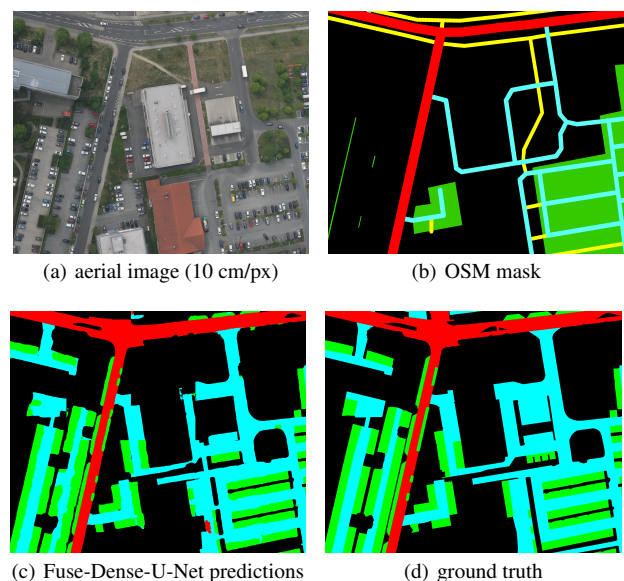 (a) aerial image (10 cm/px)
(b) OSM mask
(c) Fuse-Dense-U-Net predictions
(d) ground truth